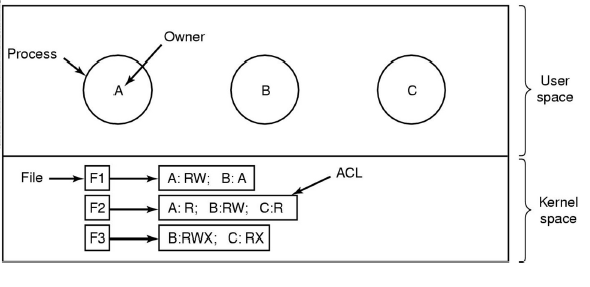 Owner
Process
A
B
C
User
space
File
F1
A: RW; B: A
ACL
F2
A: R; B:RW; C:R
F3
B:RWX; C: RX
Kernel
space